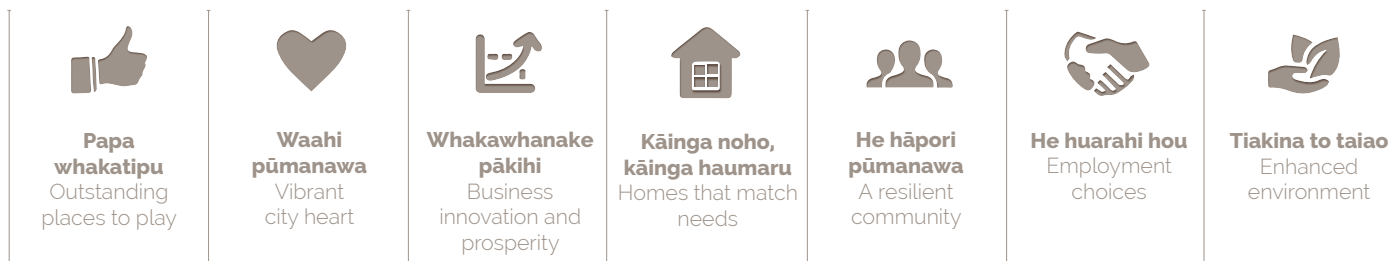 Papa
whakatipu
Outstanding
places to play
Waahi
pūmanawa
Vibrant
city heart
Whakawhanake
pākihi
Business
innovation and
prosperity
Kāinga noho,
kāinga haumaru
Homes that match
needs
He hāpori
pūmanawa
A resilient
community
He huarahi hou
Employment
choices
Tiakina to taiao
Enhanced
environment